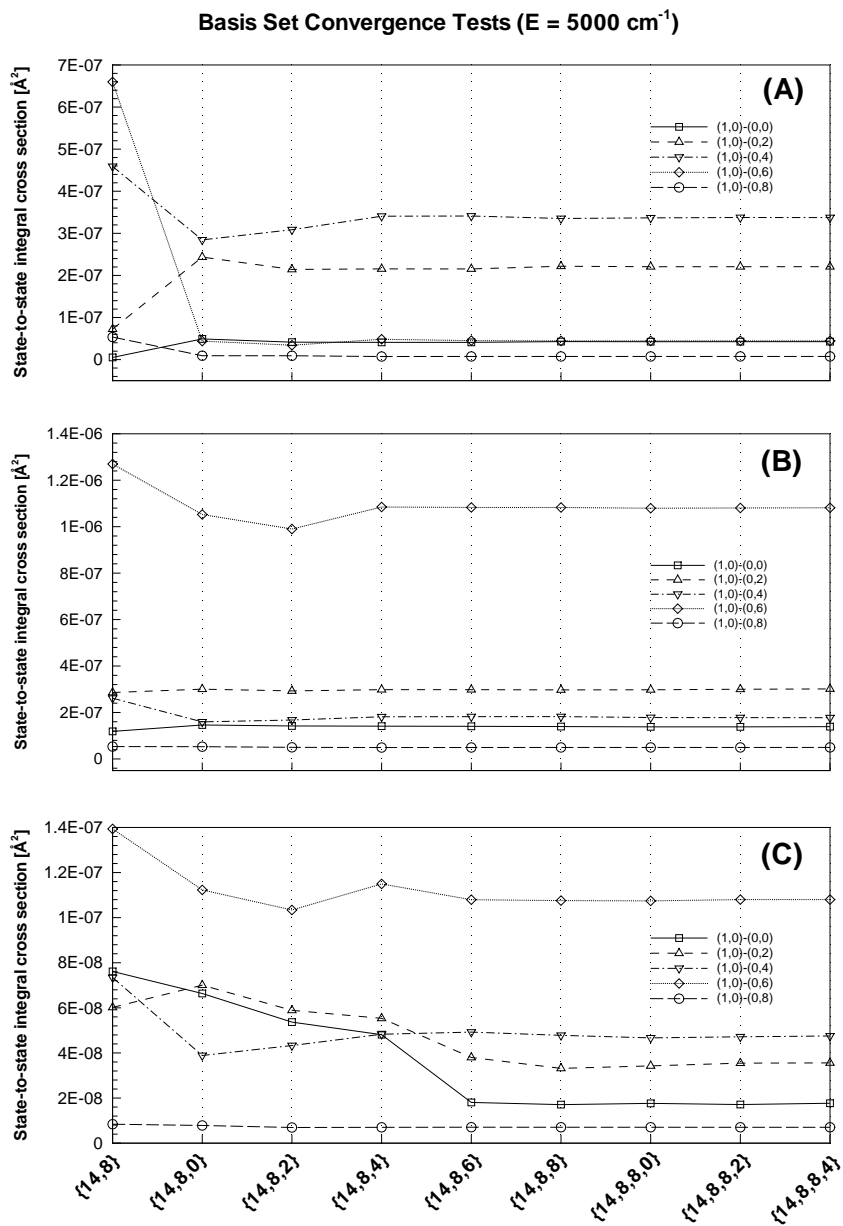 Basis Set Convergence Tests (E = 5000 cm⁻¹)
State-to-state integral cross section [Å²]
7E-07
6E-07
5E-07
4E-07
3E-07
2E-07
1E-07
0
(A)
(1,0)-(0,0)
(1,0)-(0,2)
(1,0)-(0,4)
(1,0)-(0,6)
(1,0)-(0,8)
State-to-state integral cross section [Å²]
1.4E-06
1.2E-06
1E-06
8E-07
6E-07
4E-07
2E-07
0
(B)
(1,0)-(0,0)
(1,0)-(0,2)
(1,0)-(0,4)
(1,0)-(0,6)
(1,0)-(0,8)
State-to-state integral cross section [Å²]
1.4E-07
1.2E-07
1E-07
8E-08
6E-08
4E-08
2E-08
0
(C)
(1,0)-(0,0)
(1,0)-(0,2)
(1,0)-(0,4)
(1,0)-(0,6)
(1,0)-(0,8)
{14,8}
{14,8,0}
{14,8,2}
{14,8,4}
{14,8,6}
{14,8,8}
{14,8,8,0}
{14,8,8,2}
{14,8,8,4}